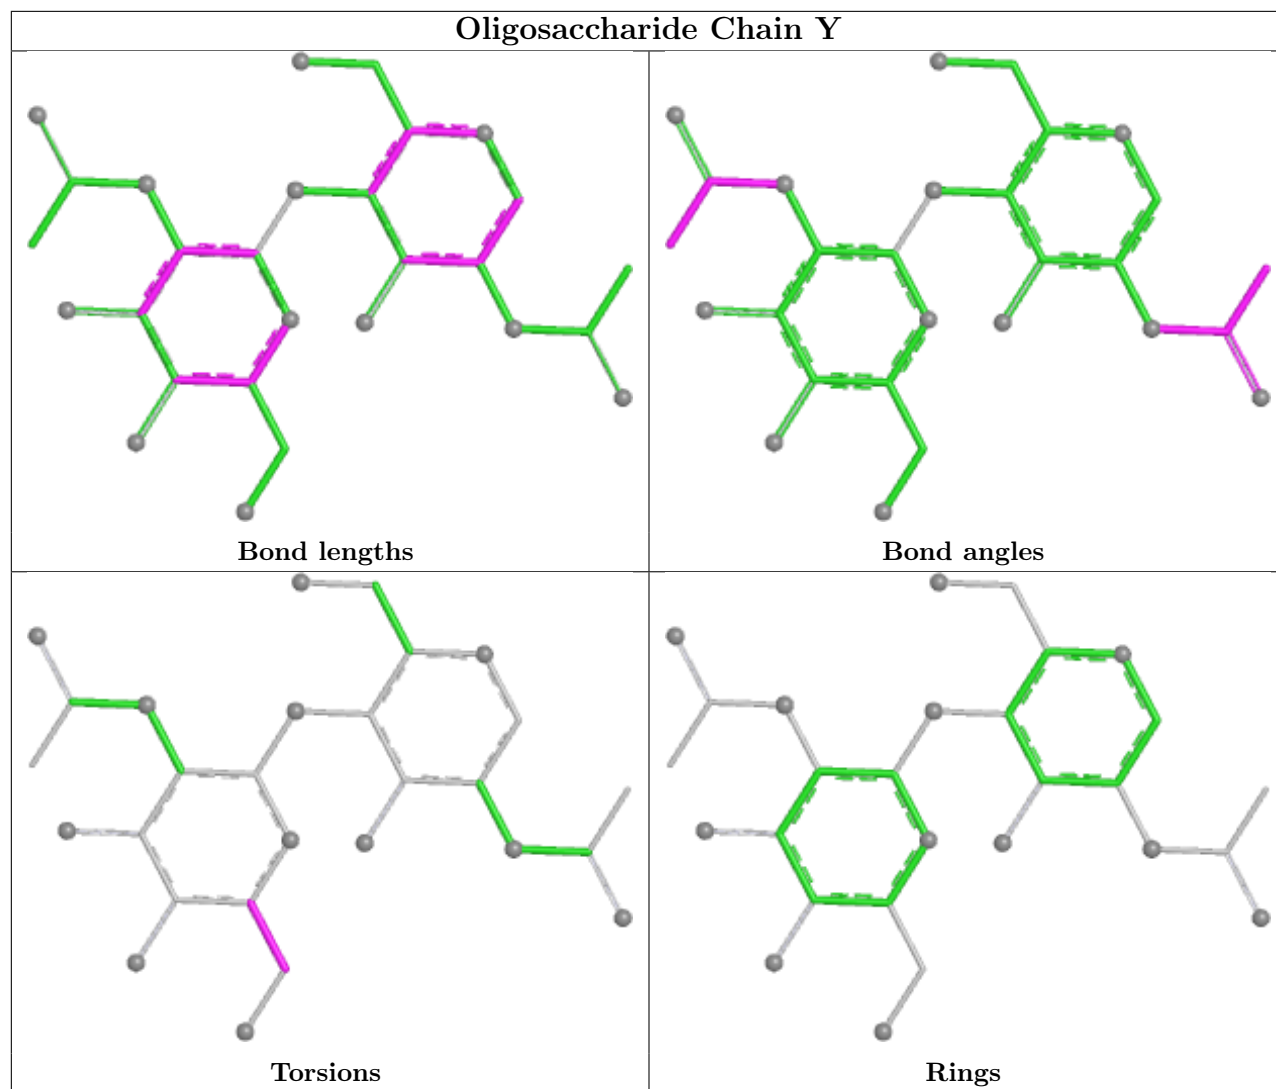 Oligosaccharide Chain Y
Bond lengths
Bond angles
Torsions
Rings